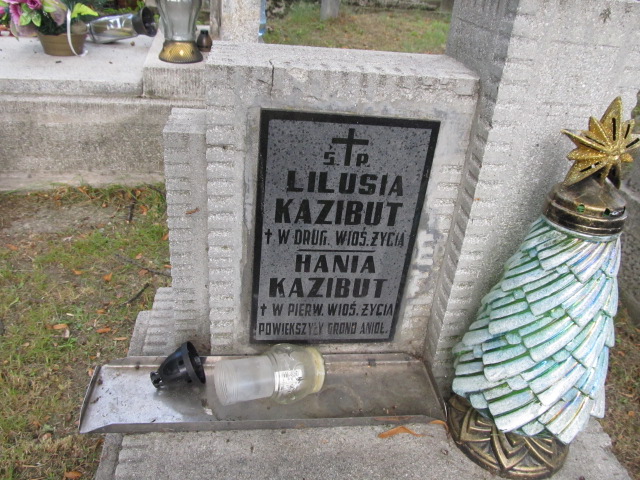 Ś. P.
LILUSIA
KAZIBUT
† W DRUG. WIOŚ. ŻYCIA
HANIA
KAZIBUT
† W PIERW. WIOŚ. ŻYCIA
POWIĘKSZYŁY GRONO ANIOŁ.